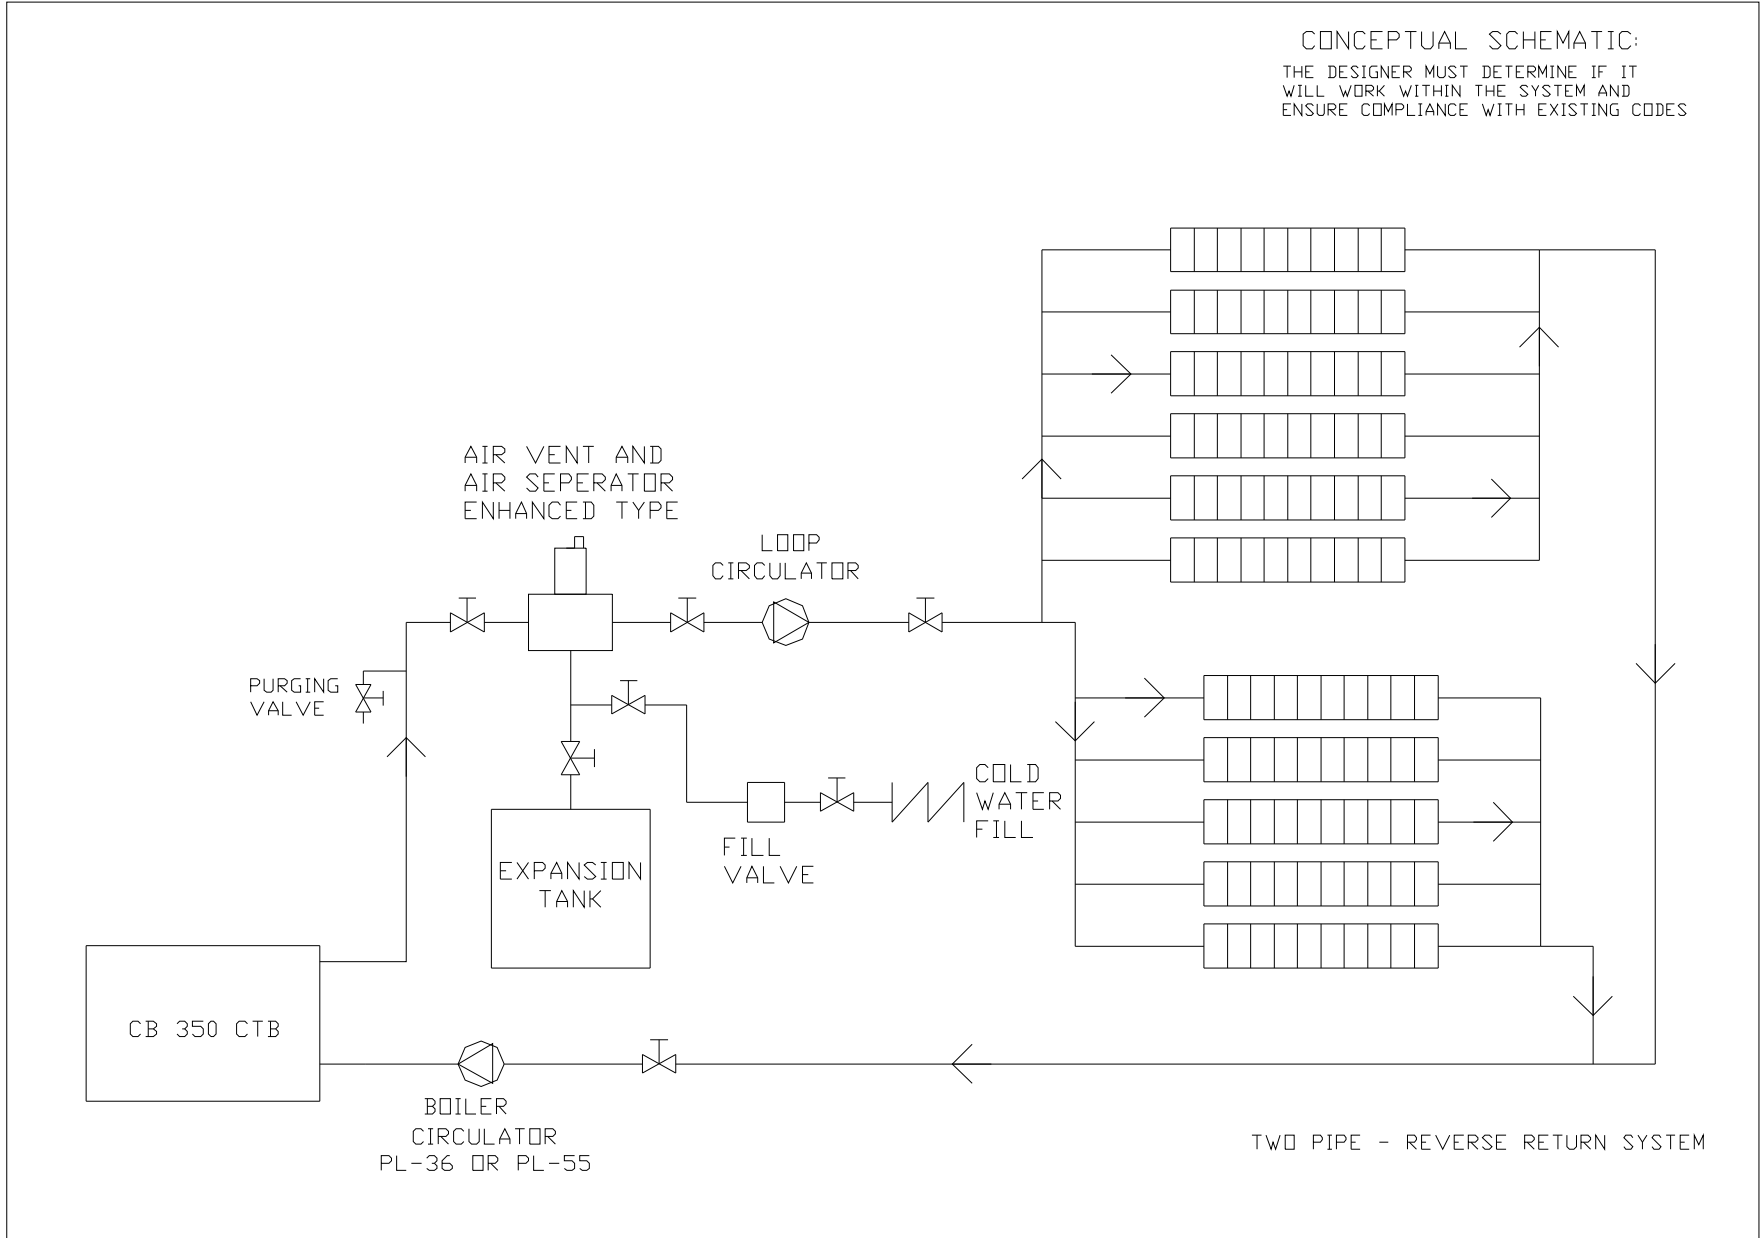 CONCEPTUAL SCHEMATIC:
THE DESIGNER MUST DETERMINE IF IT
WILL WORK WITHIN THE SYSTEM AND
ENSURE COMPLIANCE WITH EXISTING CODES
AIR VENT AND
AIR SEPERATOR
ENHANCED TYPE
LOOP
CIRCULATOR
PURGING
VALVE
COLD
WATER
FILL
FILL
VALVE
EXPANSION
TANK
CB 350 CTB
BOILER
CIRCULATOR
PL-36 OR PL-55
TWO PIPE - REVERSE RETURN SYSTEM